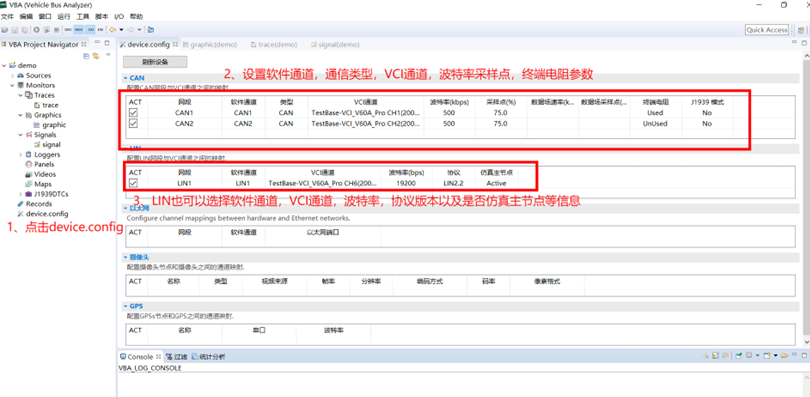 VBA (Vehicle Bus Analyzer)
文件 编辑 窗口 运行 工具 脚本 I/O 帮助
Quick Access
VBA Project Navigator
device.config graphic(demo) trace(demo) signal(demo)
demo
Sources
Monitors
Traces
trace
Graphics
graphic
Signals
signal
Loggers
Panels
Videos
Maps
J1939DTCs
Records
device.config
1、点击device.config
刷新设备
2、设置软件通道，通信类型，VCI通道，波特率采样点，终端电阻参数
CAN
配置CAN网段与VCI通道之间的映射.
ACT 网段 软件通道 类型 VCI通道 波特率(kbps) 采样点(%) 数据场速率(k... 数据场采样点(... 终端电阻 J1939 模式
CAN1 CAN1 CAN TestBase-VCI_V60A_Pro CH1(200... 500 75.0 Used No
CAN2 CAN2 CAN TestBase-VCI_V60A_Pro CH2(200... 500 75.0 UnUsed No
LIN
配置LIN网段与VCI通道之间的映射.
ACT 网段 软件通道 VCI通道 波特率(bps) 协议 仿真主节点
LIN1 LIN1 TestBase-VCI_V60A_Pro CH6(200... 19200 LIN2.2 Active
3、LIN也可以选择软件通道，VCI通道，波特率，协议版本以及是否仿真主节点等信息
以太网
Configure channel mappings between hardware and Ethernet networks.
ACT 网段 软件通道 以太网端口
摄像头
配置摄像头节点和摄像头之间的通道映射.
ACT 名称 类型 视频来源 帧率 分辨率 编码方式 码率 像素格式
GPS
配置GPSs节点和GPS之间的通道映射.
ACT 名称 串口 波特率
Console 过滤 统计分析
VBA_LOG_CONSOLE